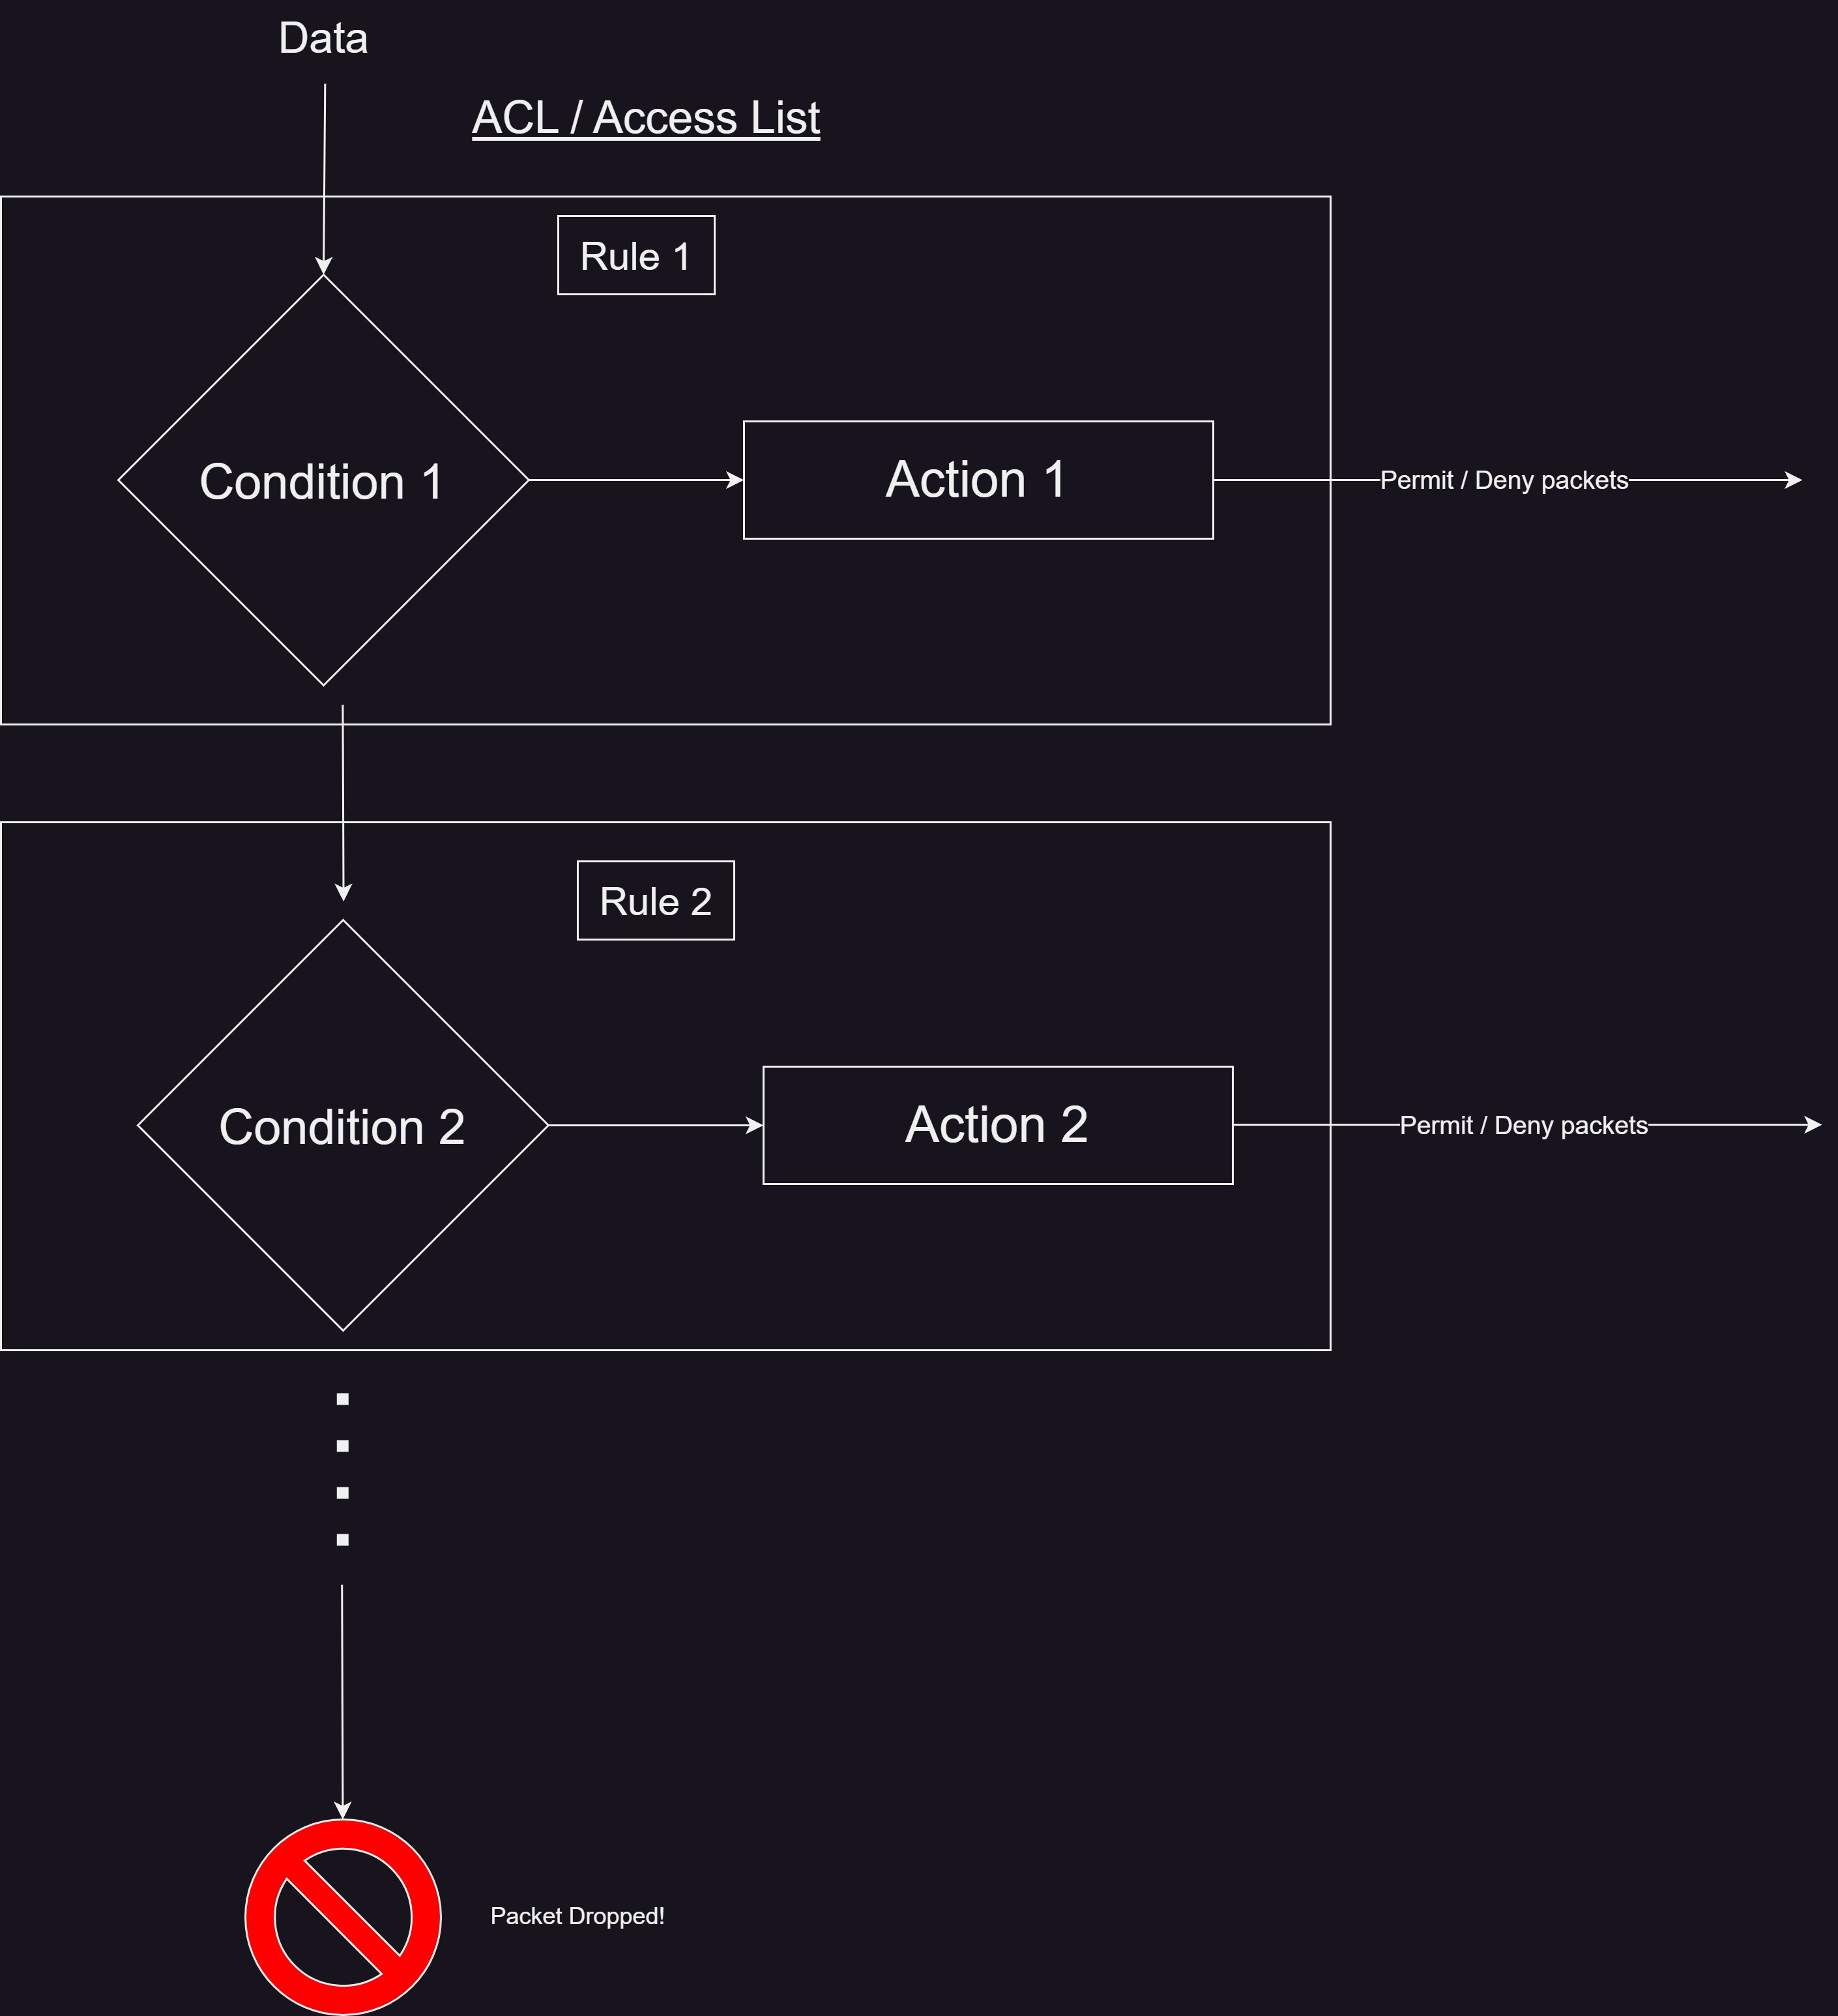 Data
ACL / Access List
Rule 1
Condition 1
Action 1
Permit / Deny packets
Rule 2
Condition 2
Action 2
Permit / Deny packets
Packet Dropped!